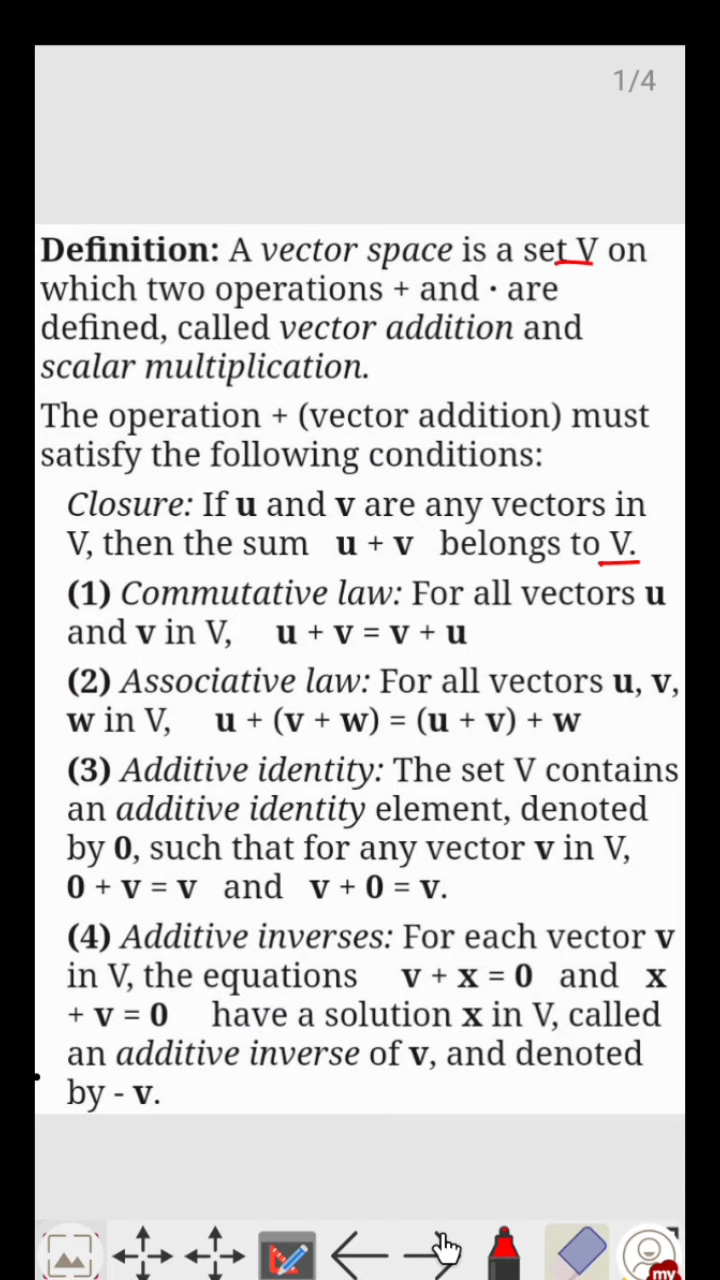 1/4
Definition: A vector space is a set V on
which two operations + and · are
defined, called vector addition and
scalar multiplication.
The operation + (vector addition) must
satisfy the following conditions:
Closure: If u and v are any vectors in
V, then the sum u + v belongs to V.
(1) Commutative law: For all vectors u
and v in V, u + v = v + u
(2) Associative law: For all vectors u, v,
w in V, u + (v + w) = (u + v) + w
(3) Additive identity: The set V contains
an additive identity element, denoted
by 0, such that for any vector v in V,
0 + v = v and v + 0 = v.
(4) Additive inverses: For each vector v
in V, the equations v + x = 0 and x
+ v = 0 have a solution x in V, called
an additive inverse of v, and denoted
by - v.
my